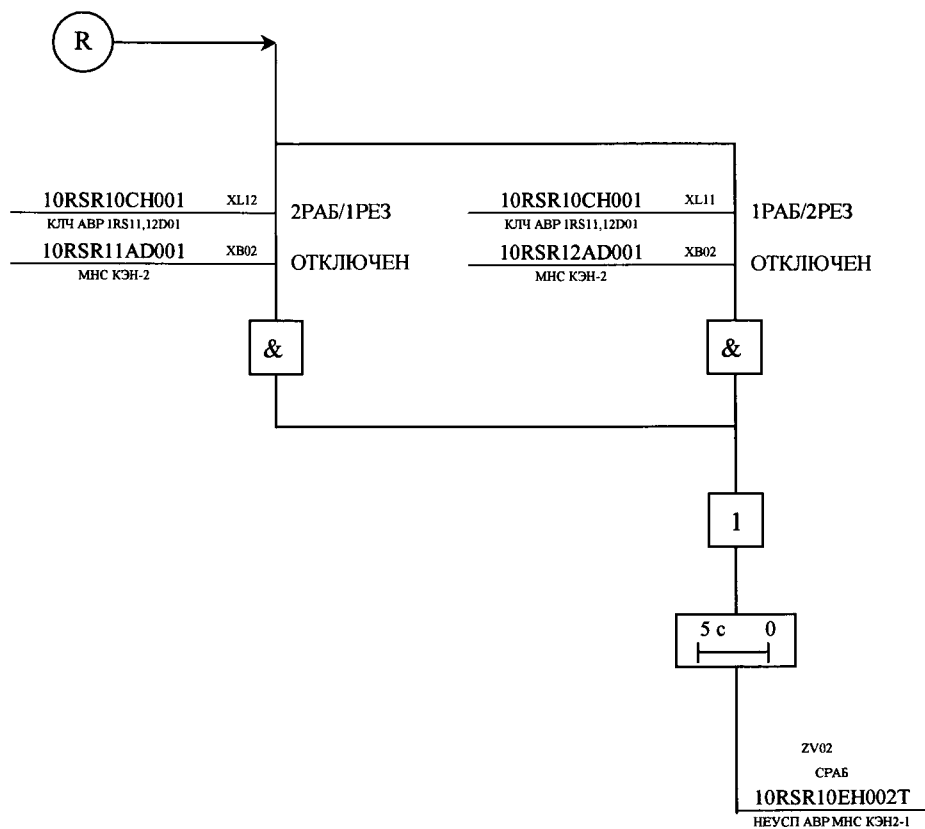 R
10RSR10CH001 XL12 2РАБ/1РЕЗ
КЛЧ АВР 1RS11,12D01
10RSR11AD001 XB02 ОТКЛЮЧЕН
МНС КЭН-2
10RSR10CH001 XL11 1РАБ/2РЕЗ
КЛЧ АВР 1RS11,12D01
10RSR12AD001 XB02 ОТКЛЮЧЕН
МНС КЭН-2
& &
1
5 с 0
ZV02
СРАБ
10RSR10EH002T
НЕУСП АВР МНС КЭН2-1